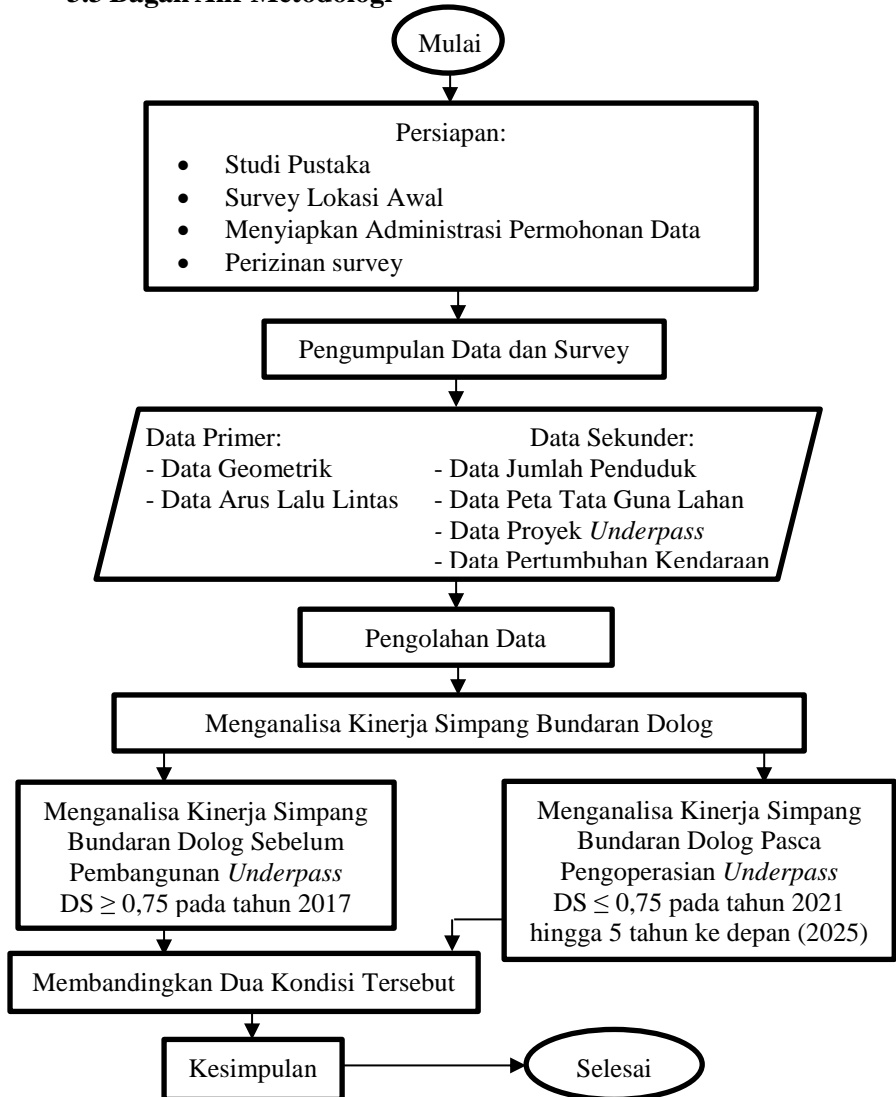 Mulai
Persiapan:
• Studi Pustaka
• Survey Lokasi Awal
• Menyiapkan Administrasi Permohonan Data
• Perizinan survey
Pengumpulan Data dan Survey
Data Primer:
- Data Geometrik
- Data Arus Lalu Lintas
Data Sekunder:
- Data Jumlah Penduduk
- Data Peta Tata Guna Lahan
- Data Proyek Underpass
- Data Pertumbuhan Kendaraan
Pengolahan Data
Menganalisa Kinerja Simpang Bundaran Dolog
Menganalisa Kinerja Simpang
Bundaran Dolog Sebelum
Pembangunan Underpass
DS ≥ 0,75 pada tahun 2017
Menganalisa Kinerja Simpang
Bundaran Dolog Pasca
Pengoperasian Underpass
DS ≤ 0,75 pada tahun 2021
hingga 5 tahun ke depan (2025)
Membandingkan Dua Kondisi Tersebut
Kesimpulan
Selesai